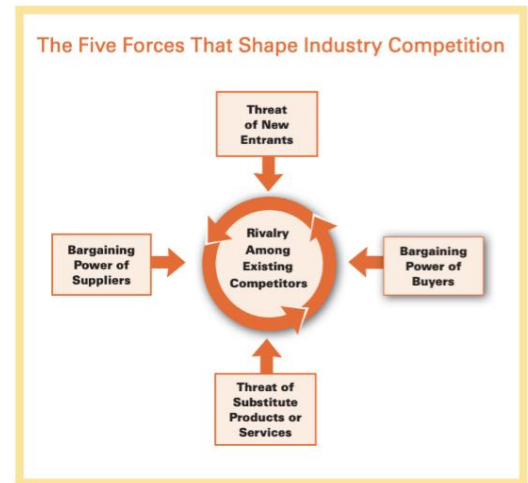 The Five Forces That Shape Industry Competition
Threat
of New
Entrants
Bargaining
Power of
Suppliers
Rivalry
Among
Existing
Competitors
Bargaining
Power of
Buyers
Threat of
Substitute
Products or
Services